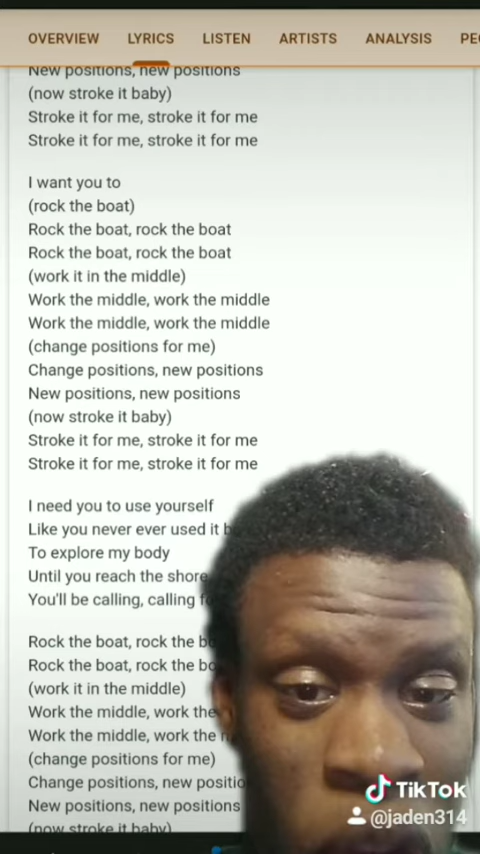 OVERVIEW LYRICS LISTEN ARTISTS ANALYSIS
New positions, new positions
(now stroke it baby)
Stroke it for me, stroke it for me
Stroke it for me, stroke it for me
I want you to
(rock the boat)
Rock the boat, rock the boat
Rock the boat, rock the boat
(work it in the middle)
Work the middle, work the middle
Work the middle, work the middle
(change positions for me)
Change positions, new positions
New positions, new positions
(now stroke it baby)
Stroke it for me, stroke it for me
Stroke it for me, stroke it for me
I need you to use yourself
Like you never ever used it
To explore my body
Until you reach the shore
You'll be calling, calling
Rock the boat, rock the
Rock the boat, rock the
(work it in the middle)
Work the middle, work the
Work the middle, work the
(change positions for me)
Change positions, new
New positions, new positions
(now stroke it baby)
TikTok
@jaden314